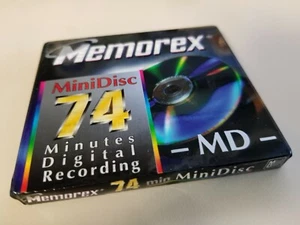 Memorex
MiniDisc
74
Minutes
Digital
Recording
– MD –
Memorex 74 min MiniDisc